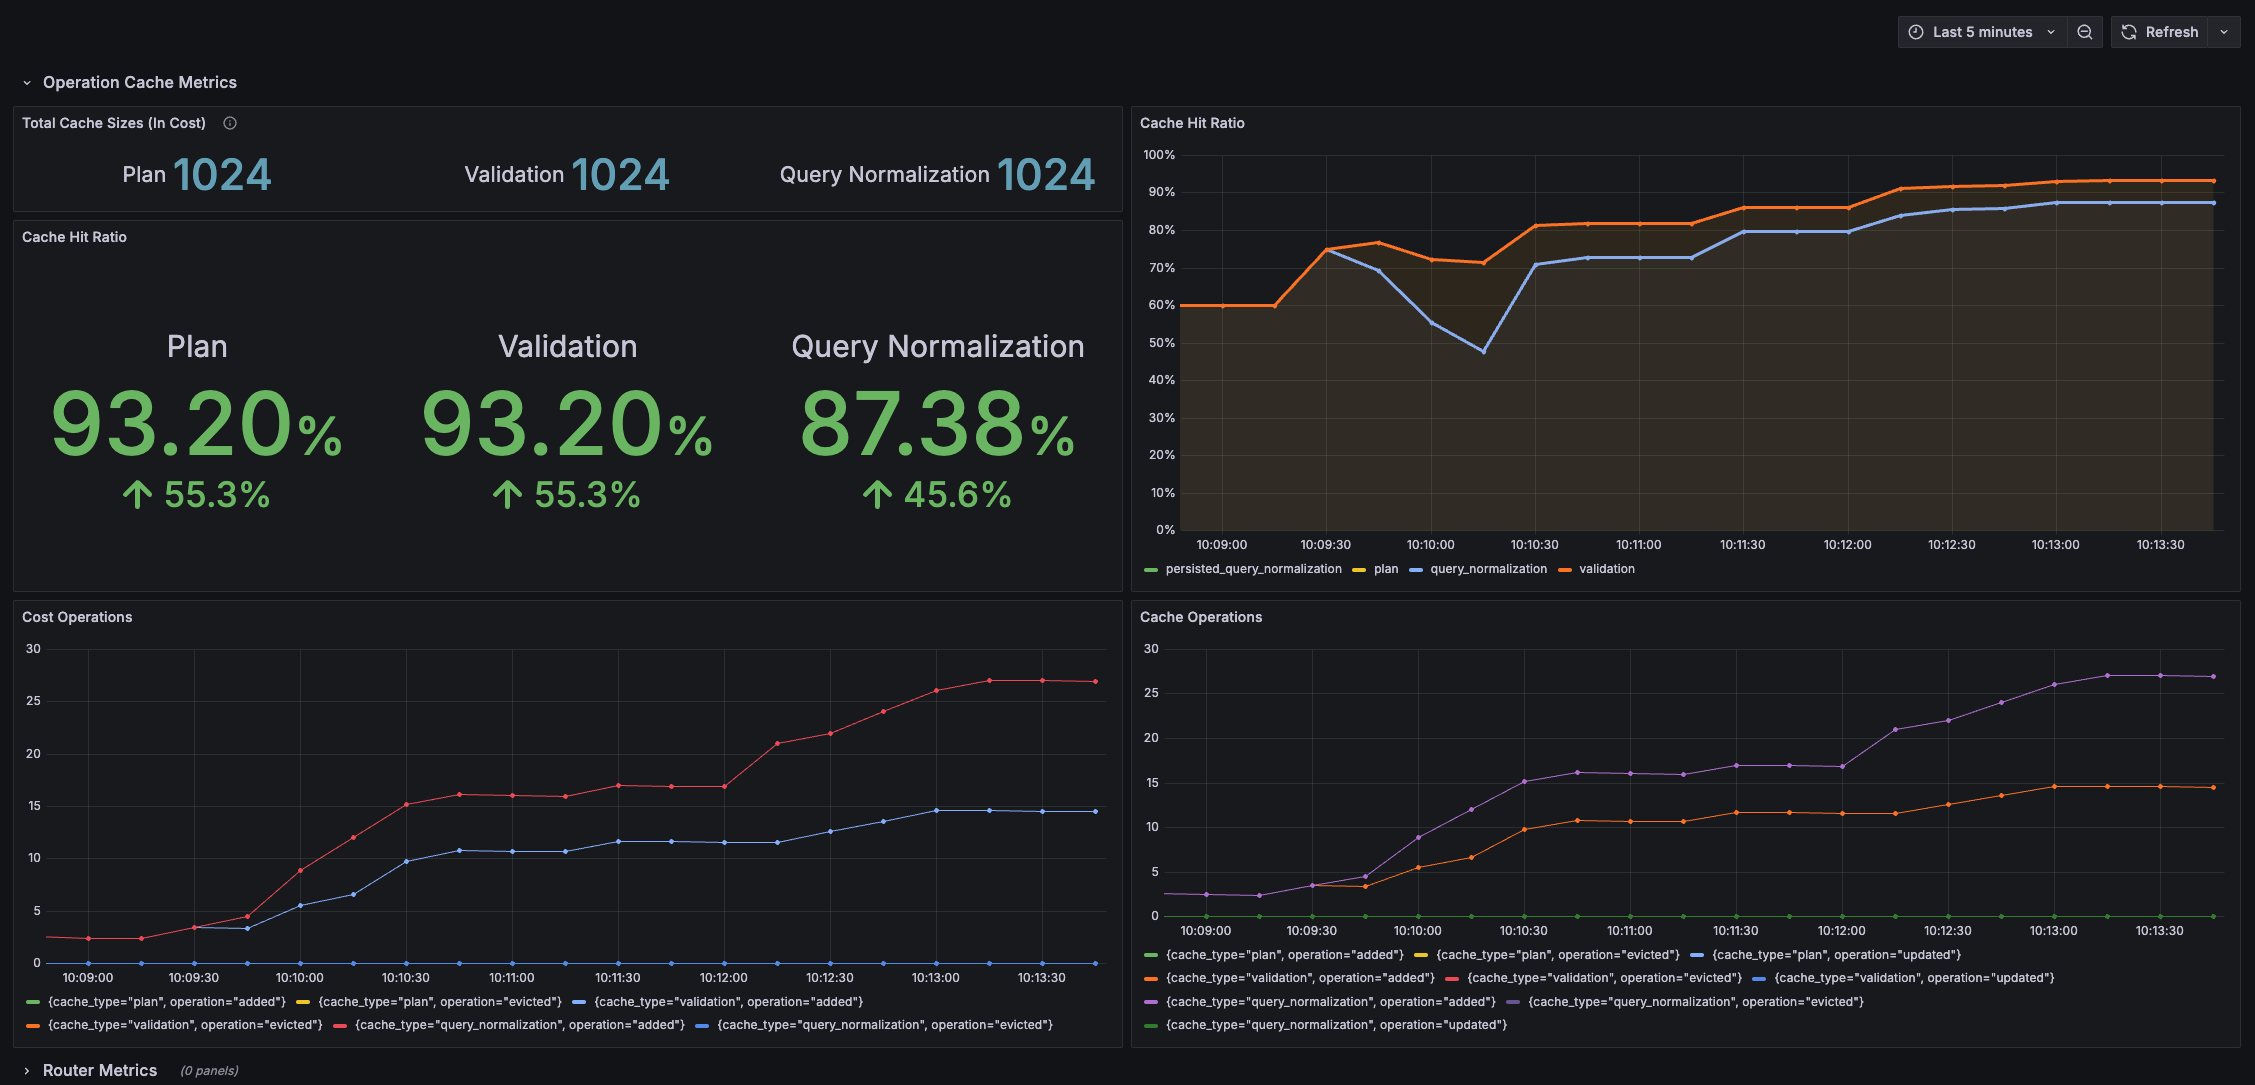 Last 5 minutes
Refresh
Operation Cache Metrics
Total Cache Sizes (In Cost)
Plan 1024
Validation 1024
Query Normalization 1024
Cache Hit Ratio
Plan
93.20%
55.3%
Validation
93.20%
55.3%
Query Normalization
87.38%
45.6%
Cache Hit Ratio
100%
90%
80%
70%
60%
50%
40%
30%
20%
10%
0%
10:09:00 10:09:30 10:10:00 10:10:30 10:11:00 10:11:30 10:12:00 10:12:30 10:13:00 10:13:30
persisted_query_normalization plan query_normalization validation
Cost Operations
30
25
20
15
10
5
0
10:09:00 10:09:30 10:10:00 10:10:30 10:11:00 10:11:30 10:12:00 10:12:30 10:13:00 10:13:30
{cache_type="plan", operation="added"} {cache_type="plan", operation="evicted"} {cache_type="validation", operation="added"}
{cache_type="validation", operation="evicted"} {cache_type="query_normalization", operation="added"} {cache_type="query_normalization", operation="evicted"}
Cache Operations
30
25
20
15
10
5
0
10:09:00 10:09:30 10:10:00 10:10:30 10:11:00 10:11:30 10:12:00 10:12:30 10:13:00 10:13:30
{cache_type="plan", operation="added"} {cache_type="plan", operation="evicted"} {cache_type="plan", operation="updated"}
{cache_type="validation", operation="added"} {cache_type="validation", operation="evicted"} {cache_type="validation", operation="updated"}
{cache_type="query_normalization", operation="added"} {cache_type="query_normalization", operation="evicted"}
{cache_type="query_normalization", operation="updated"}
Router Metrics (0 panels)